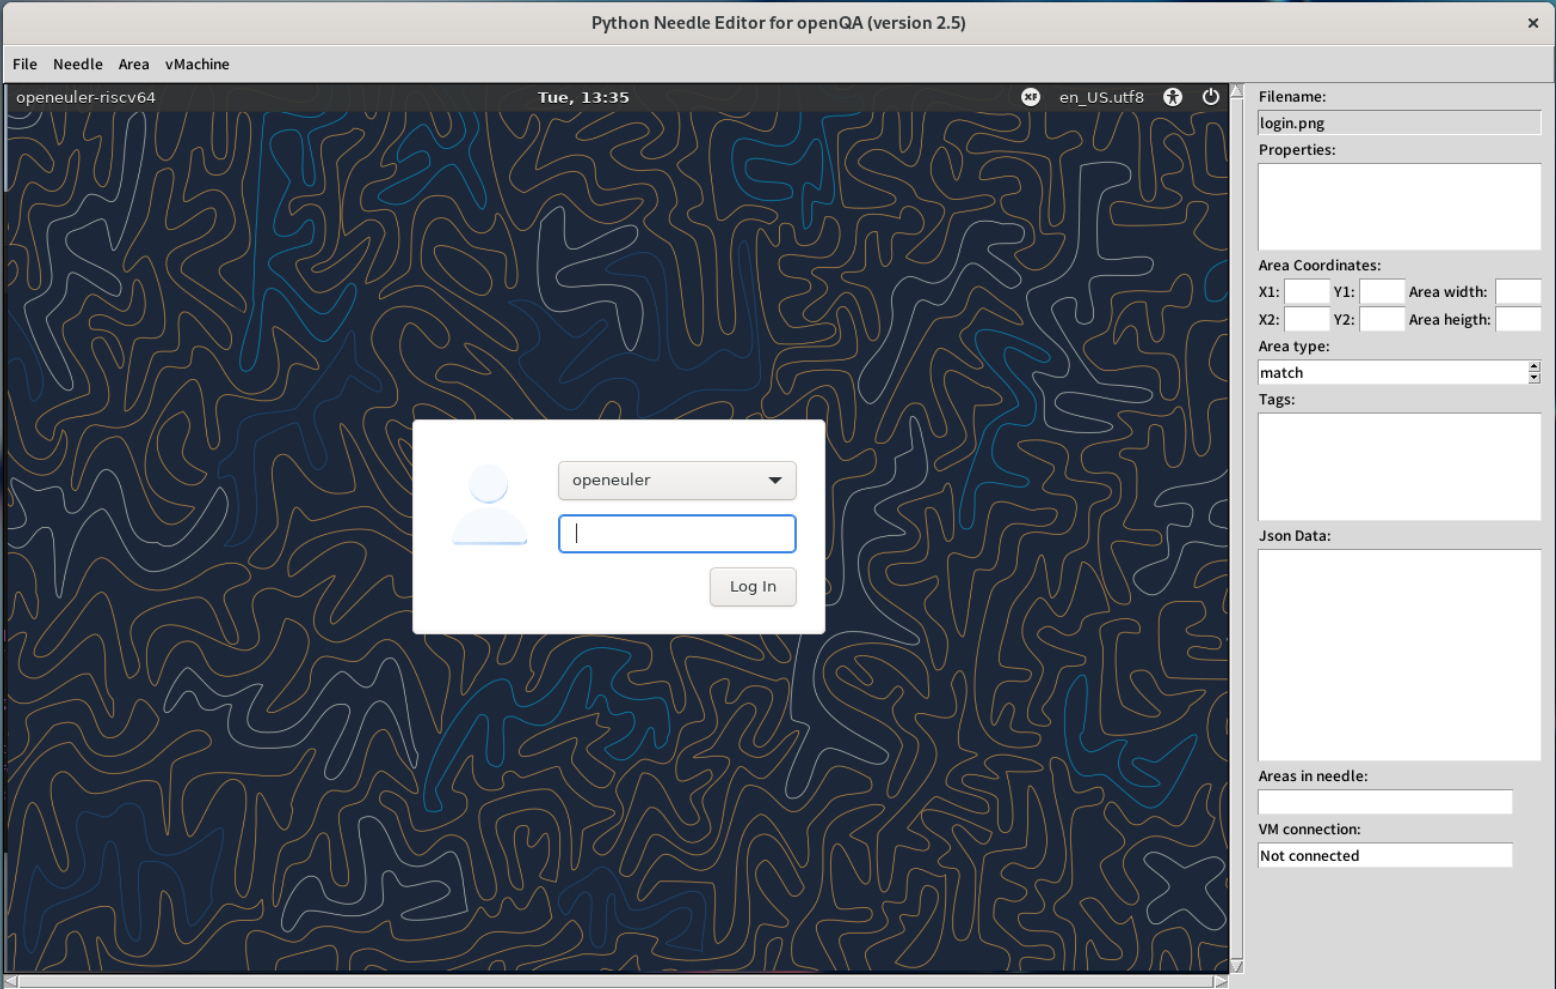 Python Needle Editor for openQA (version 2.5)
File Needle Area vMachine
openeuler-riscv64 Tue, 13:35 XF en_US.utf8
openeuler
Log In
Filename:
login.png
Properties:
Area Coordinates:
X1: Y1: Area width:
X2: Y2: Area heigth:
Area type:
match
Tags:
Json Data:
Areas in needle:
VM connection:
Not connected